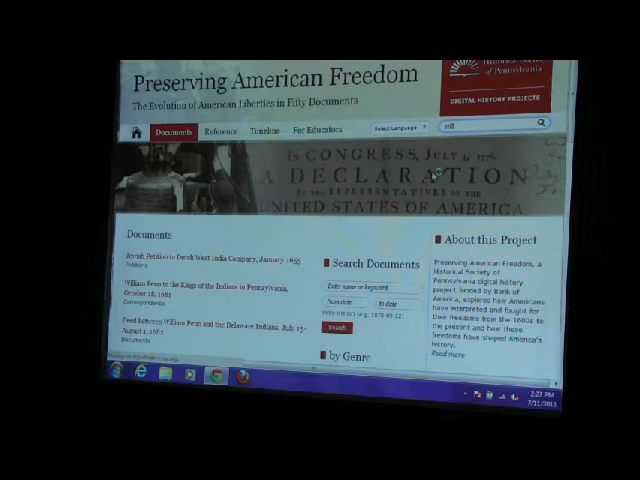 Preserving American Freedom
The Evolution of American Liberties in Fifty Documents
Historical Society
of Pennsylvania
DIGITAL HISTORY PROJECTS
Documents Reference Timeline For Educators
Select Language
still
IN CONGRESS, JULY 4, 1776.
A DECLARATION
BY THE REPRESENTATIVES OF THE
UNITED STATES OF AMERICA
Documents
Jewish Petition to Dutch West India Company, January 1655
Petitions
William Penn to the Kings of the Indians in Pennsylvania,
October 18, 1681
Correspondence
Deed between William Penn and the Delaware Indians, July 15-
August 1, 1682
Documents
Search Documents
Enter name or keyword
from date to date
YYYY-MM-DD (e.g. 1876-09-22)
Search
by Genre
About this Project
Preserving American Freedom, a
Historical Society of
Pennsylvania digital history
project funded by Bank of
America, explores how Americans
have interpreted and fought for
their freedoms from the 1600s to
the present and how these
freedoms have shaped America's
history.
Read more
2:23 PM
7/11/2013